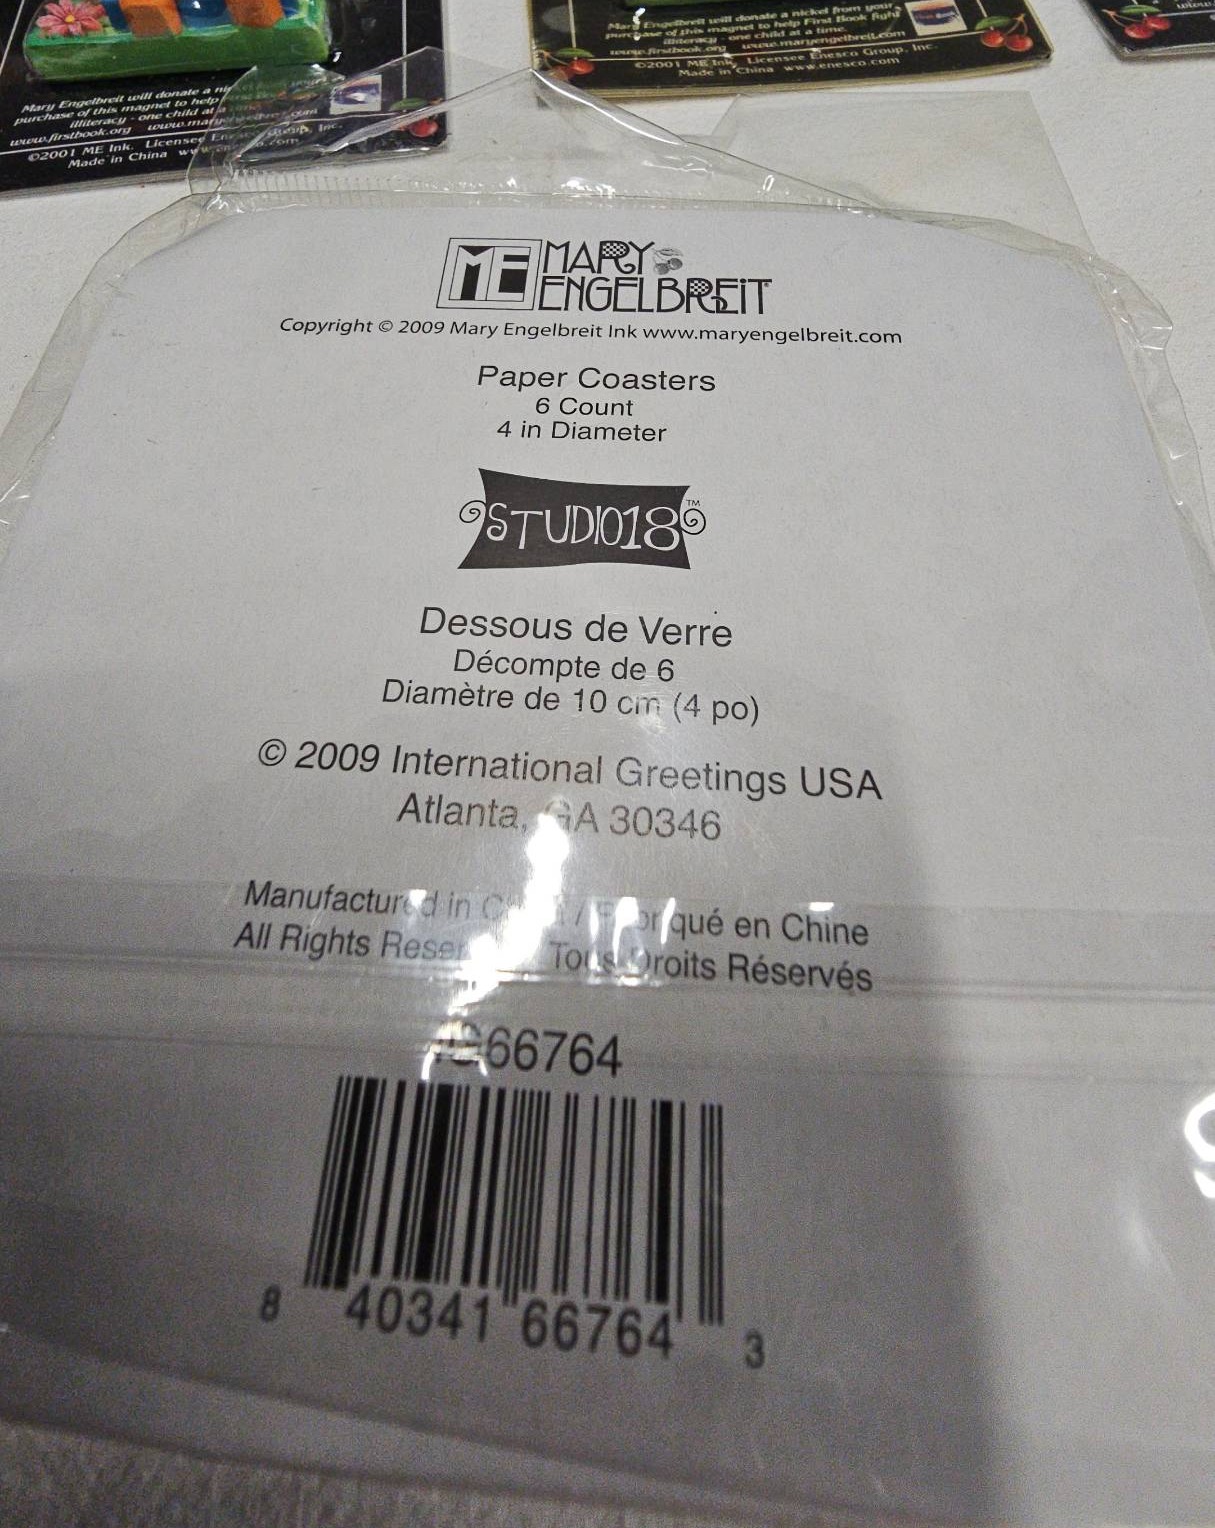 Mary Engelbreit will donate a
purchase of this magnet to help
illiteracy - one child at a
www.firstbook.org
©2001 ME Ink. Licensee Inc.
Made in China
Mary Engelbreit will donate a nickel from your
purchase of this magnet to help First Book fight
illiteracy - one child at a time.
www.firstbook.org www.maryengelbreit.com
©2001 ME Ink, Licensee Enesco Group, Inc.
Made in China www.enesco.com
ME MARY
ENGELBREIT
Copyright © 2009 Mary Engelbreit Ink www.maryengelbreit.com
Paper Coasters
6 Count
4 in Diameter
STUDIO18™
Dessous de Verre
Décompte de 6
Diamètre de 10 cm (4 po)
© 2009 International Greetings USA
Atlanta, GA 30346
Manufactured in / en Chine
All Rights Tous Droits Réservés
66764
8 40341 66764 3